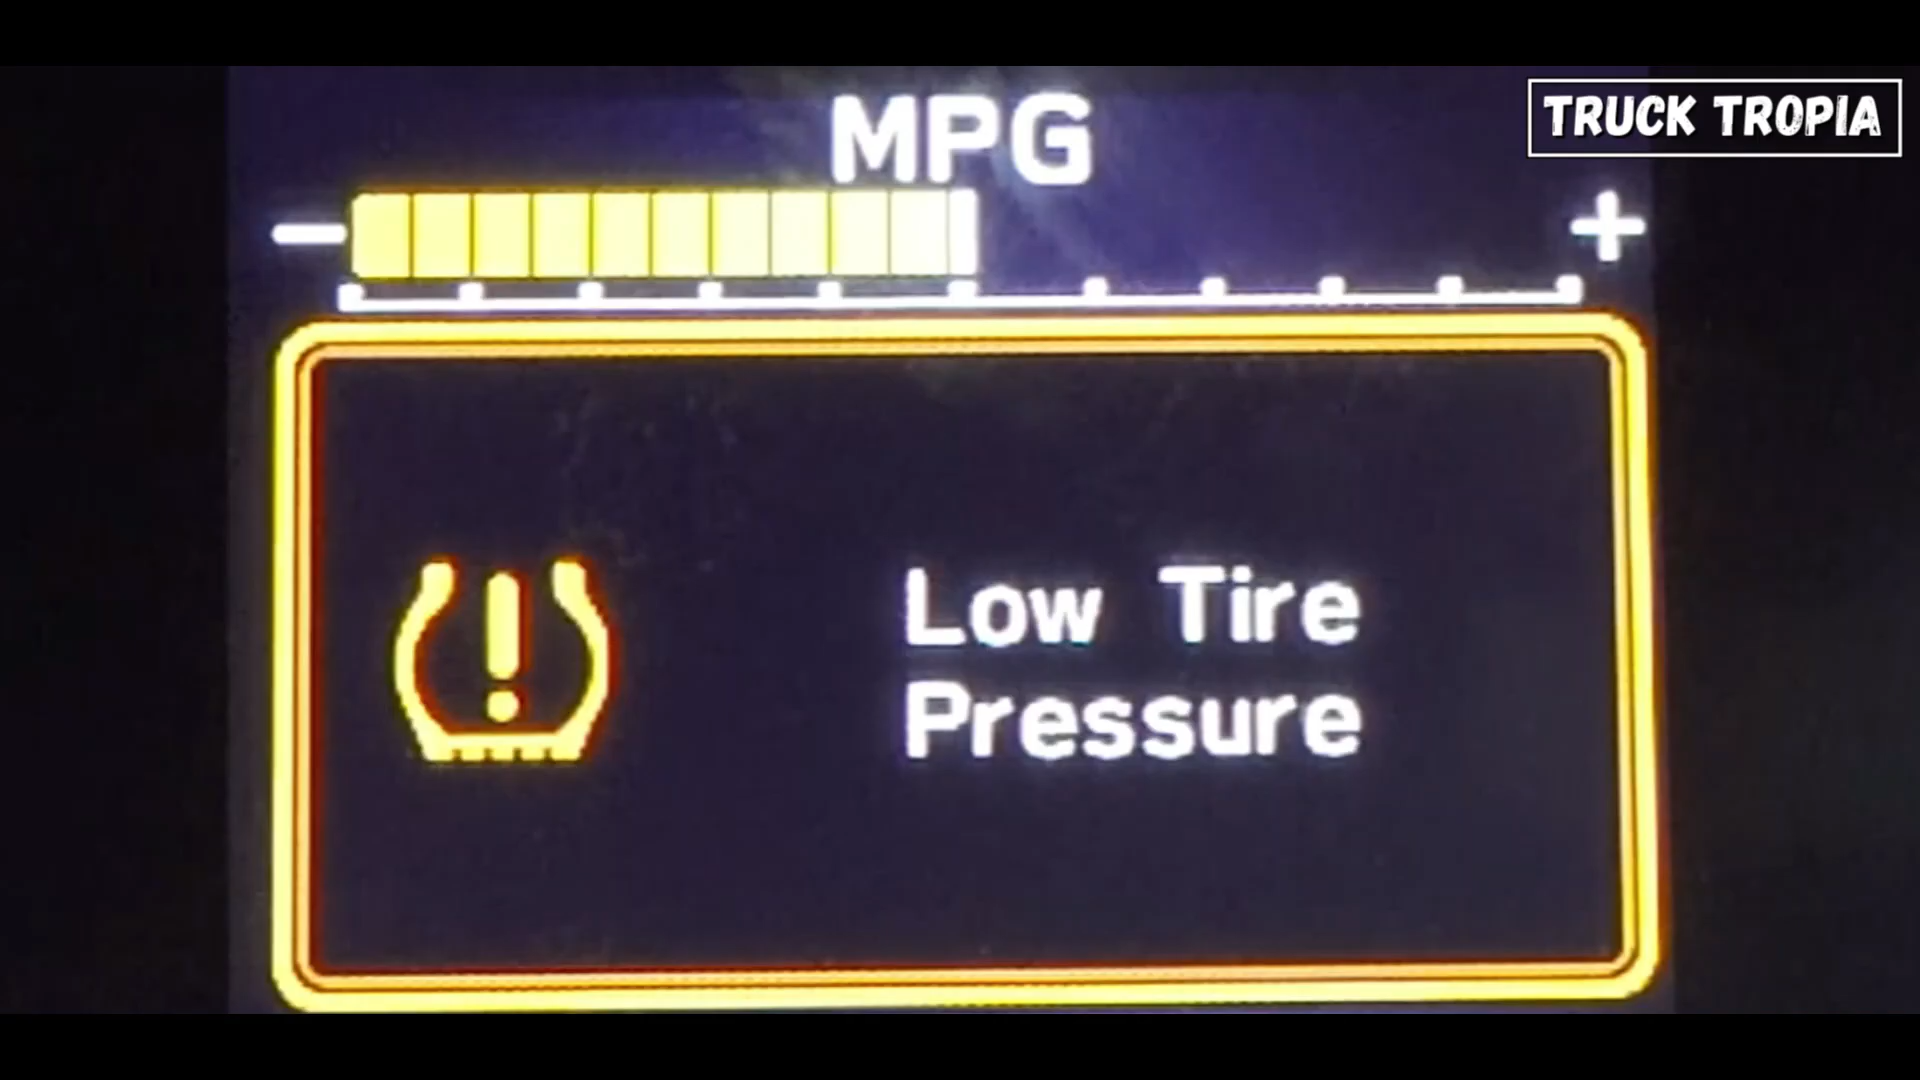 MPG
TRUCK TROPIA
- +
Low Tire
Pressure